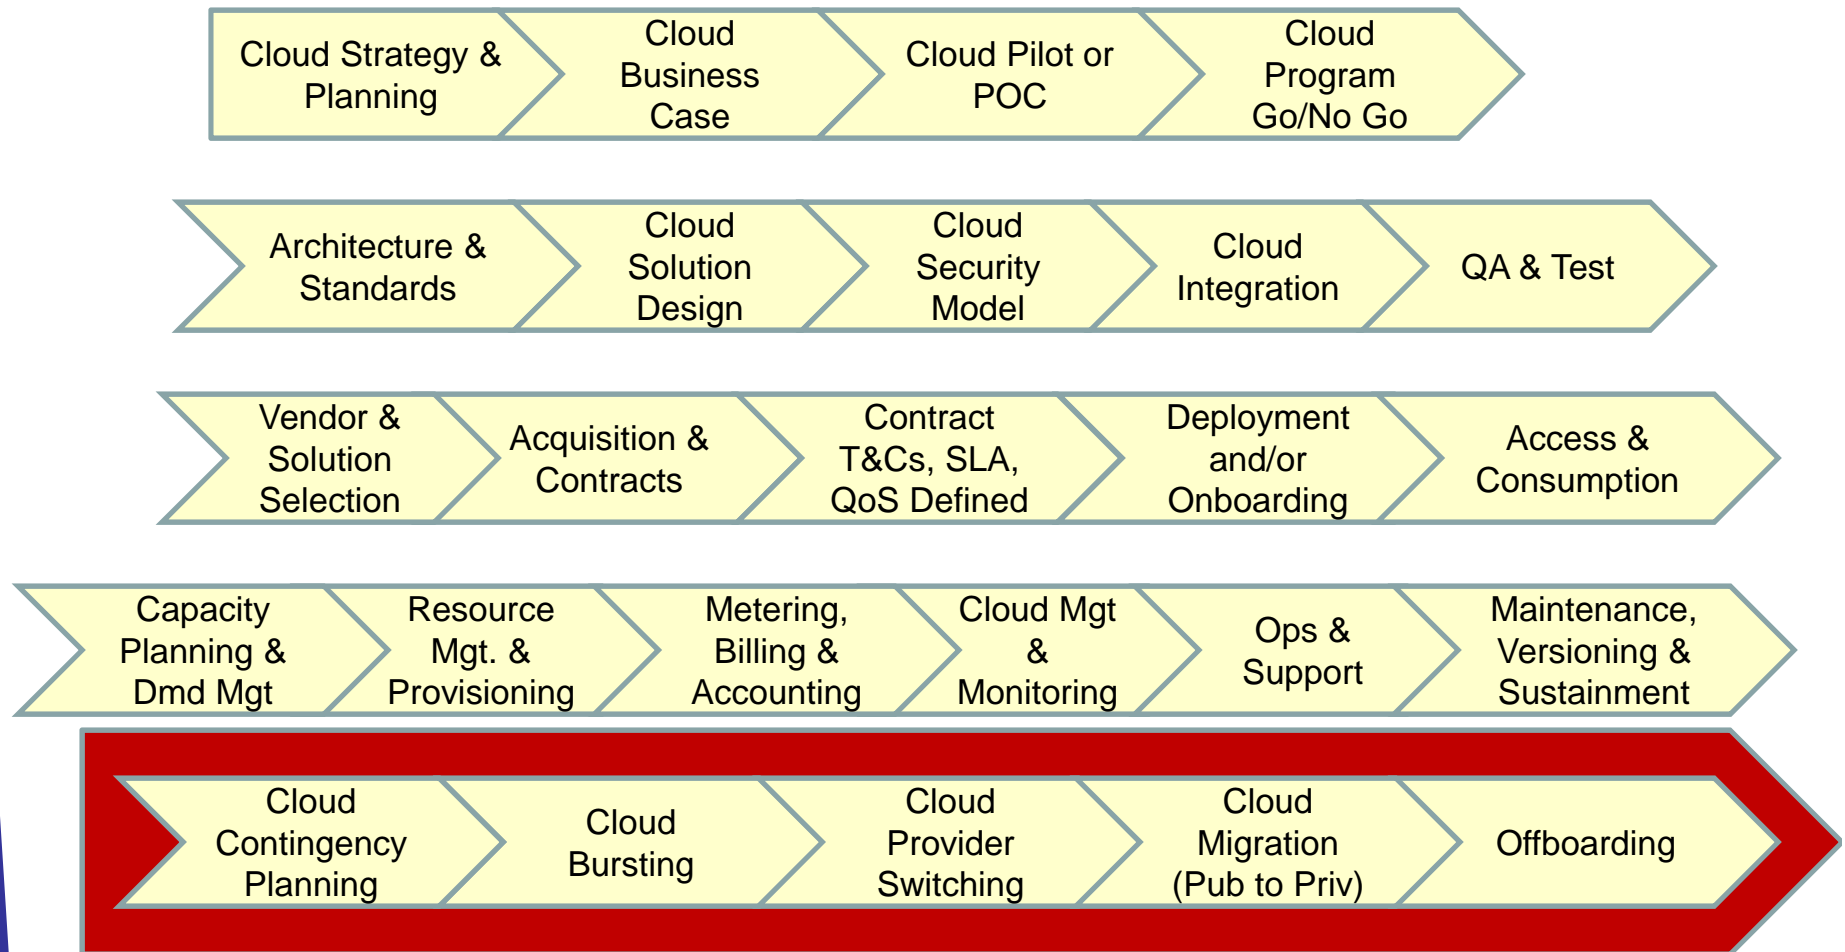 Cloud Strategy &
Planning
Cloud
Business
Case
Cloud Pilot or
POC
Cloud
Program
Go/No Go
Architecture &
Standards
Cloud
Solution
Design
Cloud
Security
Model
Cloud
Integration
QA & Test
Vendor &
Solution
Selection
Acquisition &
Contracts
Contract
T&Cs, SLA,
QoS Defined
Deployment
and/or
Onboarding
Access &
Consumption
Capacity
Planning &
Dmd Mgt
Resource
Mgt. &
Provisioning
Metering,
Billing &
Accounting
Cloud Mgt
&
Monitoring
Ops &
Support
Maintenance,
Versioning &
Sustainment
Cloud
Contingency
Planning
Cloud
Bursting
Cloud
Provider
Switching
Cloud
Migration
(Pub to Priv)
Offboarding